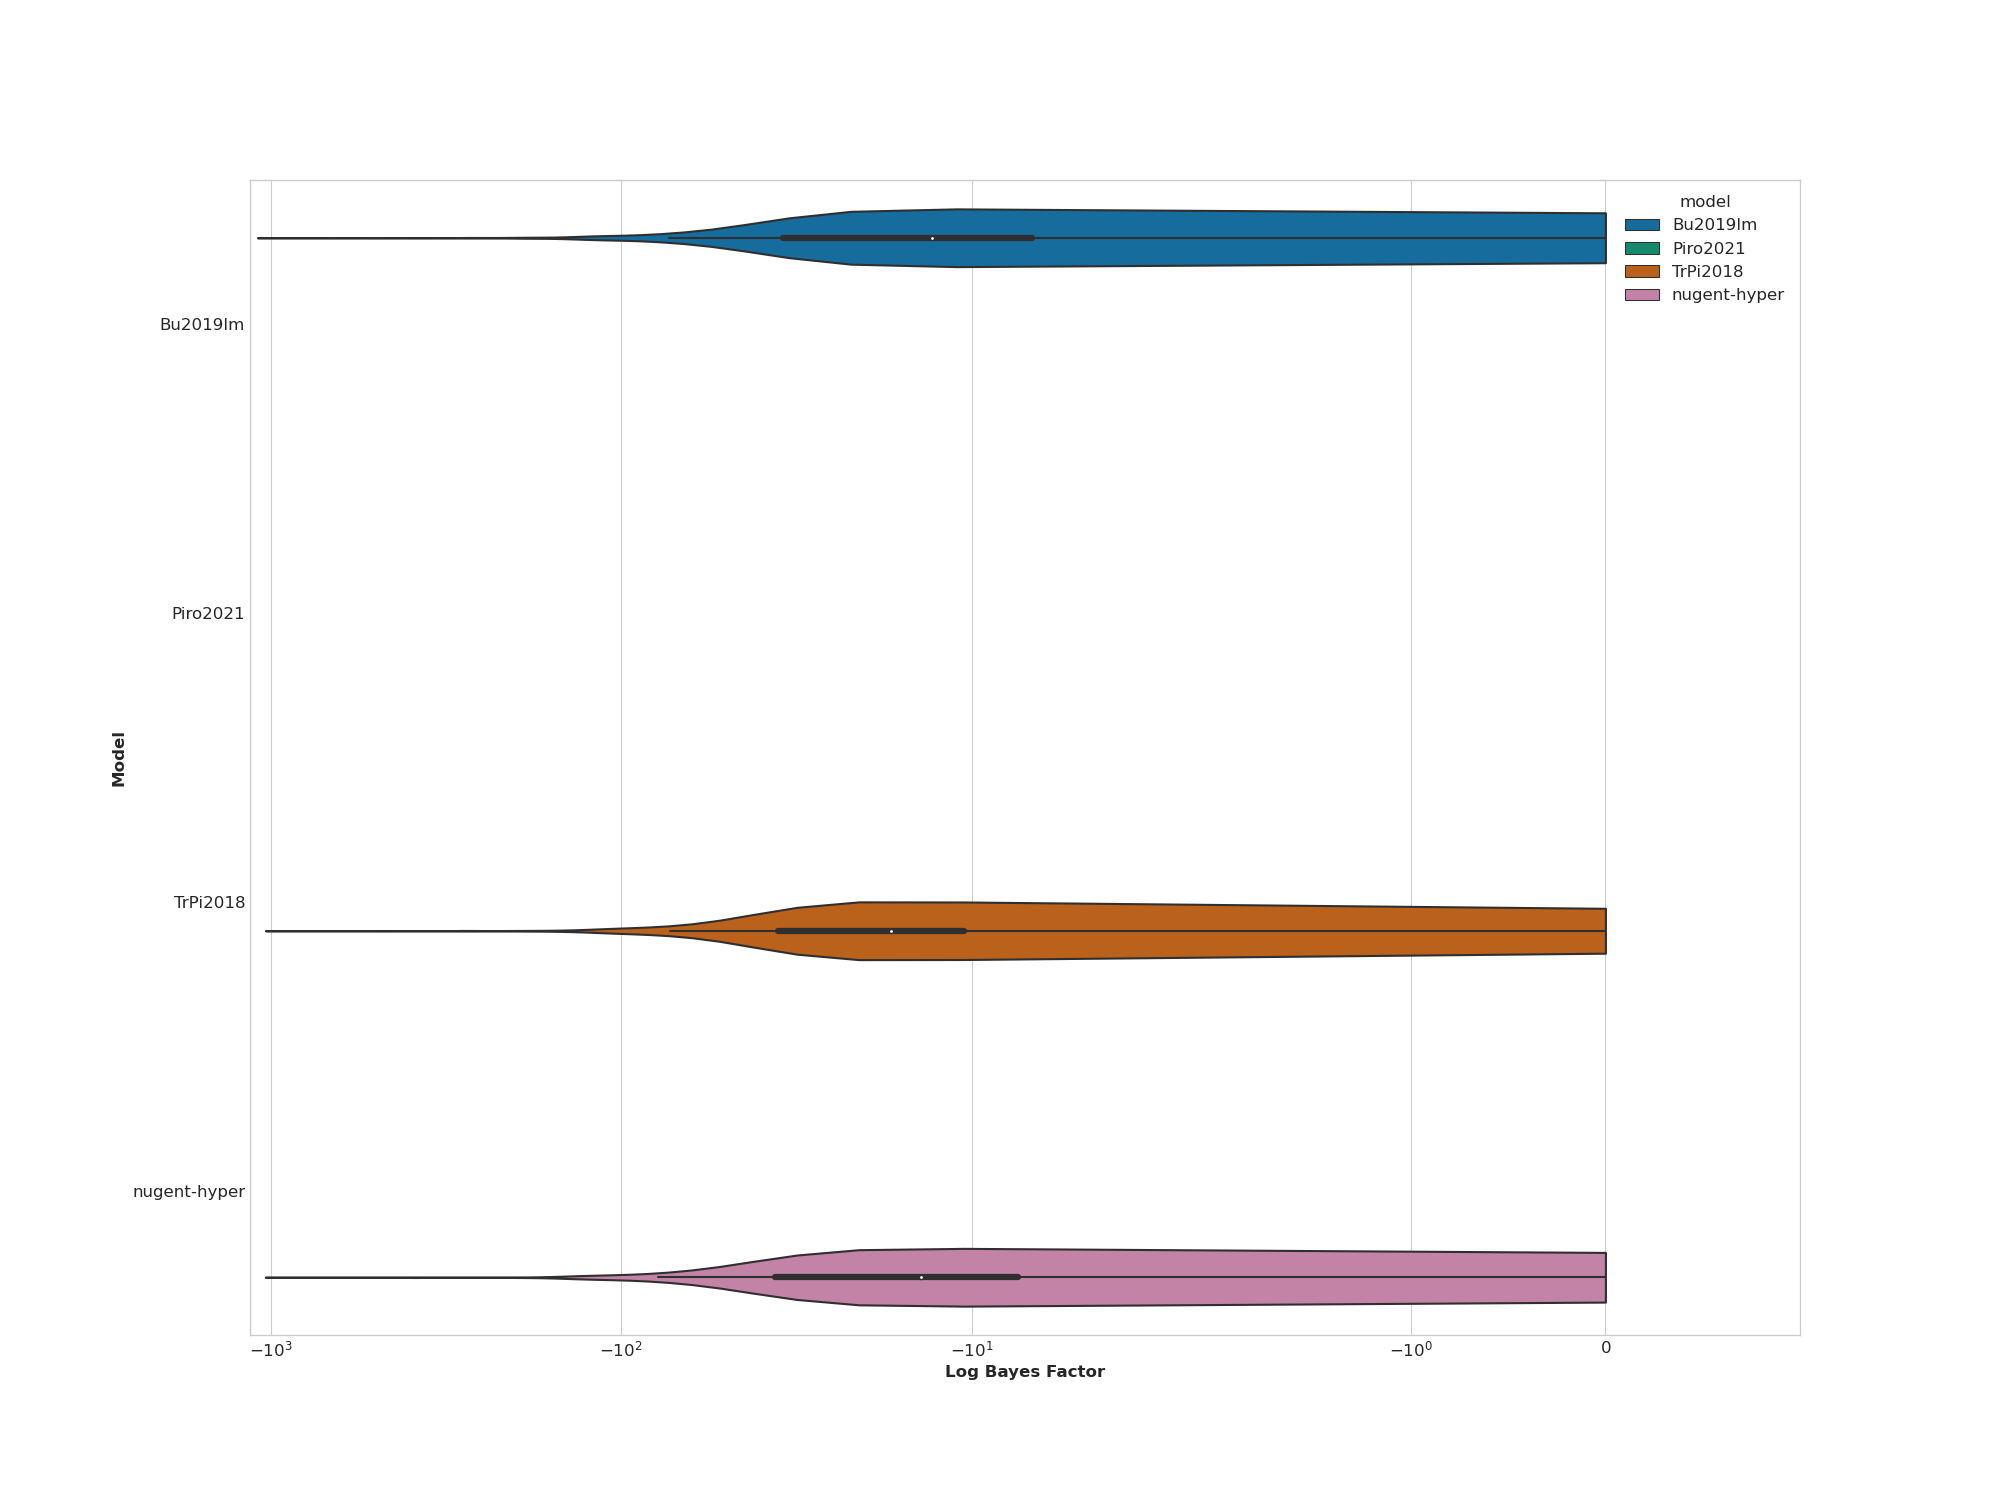 model
Bu2019lm
Piro2021
TrPi2018
nugent-hyper
Bu2019lm
Piro2021
TrPi2018
nugent-hyper
Model
−10³
−10²
−10¹
−10⁰
0
Log Bayes Factor